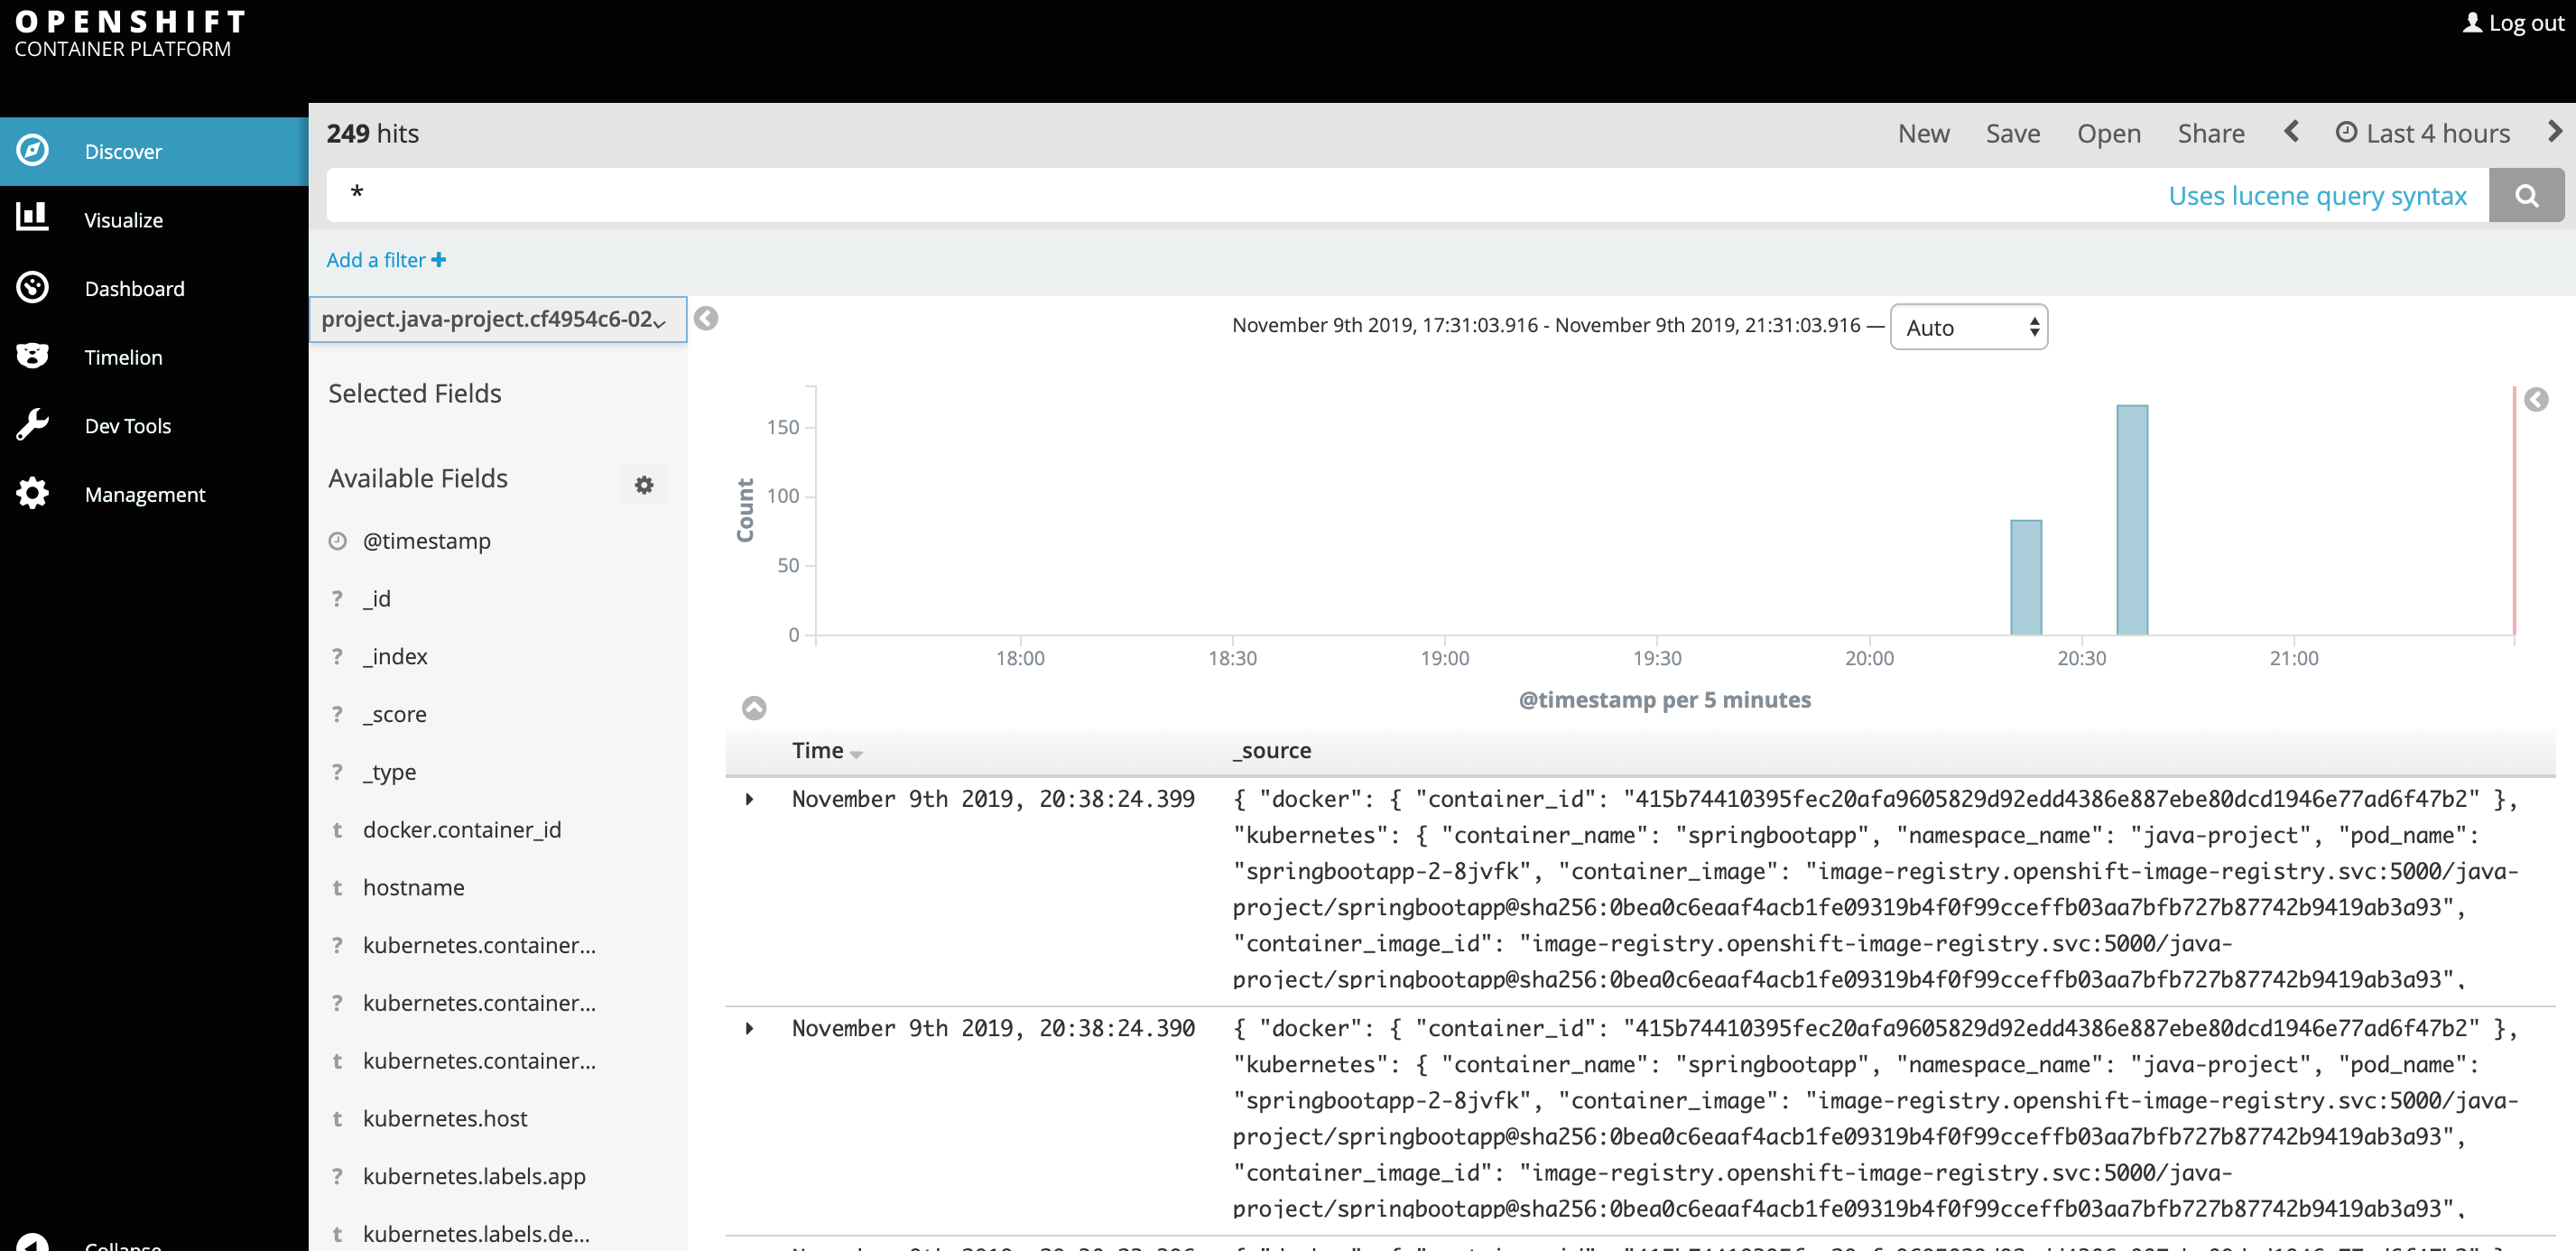 OPENSHIFT
CONTAINER PLATFORM
Log out
Discover
Visualize
Dashboard
Timelion
Dev Tools
Management
Collapse
249 hits
New Save Open Share Last 4 hours
*
Uses lucene query syntax
Add a filter +
project.java-project.cf4954c6-02
Selected Fields
Available Fields
@timestamp
? _id
? _index
? _score
? _type
t docker.container_id
t hostname
? kubernetes.container...
? kubernetes.container...
t kubernetes.container...
t kubernetes.host
? kubernetes.labels.app
t kubernetes.labels.de...
November 9th 2019, 17:31:03.916 - November 9th 2019, 21:31:03.916 — Auto
Count
150
100
50
0
18:00 18:30 19:00 19:30 20:00 20:30 21:00
@timestamp per 5 minutes
Time _source
November 9th 2019, 20:38:24.399 { "docker": { "container_id": "415b74410395fec20afa9605829d92edd4386e887ebe80dcd1946e77ad6f47b2" },
"kubernetes": { "container_name": "springbootapp", "namespace_name": "java-project", "pod_name":
"springbootapp-2-8jvfk", "container_image": "image-registry.openshift-image-registry.svc:5000/java-
project/springbootapp@sha256:0bea0c6eaaf4acb1fe09319b4f0f99cceffb03aa7bfb727b87742b9419ab3a93",
"container_image_id": "image-registry.openshift-image-registry.svc:5000/java-
project/springbootapp@sha256:0bea0c6eaaf4acb1fe09319b4f0f99cceffb03aa7bfb727b87742b9419ab3a93",
November 9th 2019, 20:38:24.390 { "docker": { "container_id": "415b74410395fec20afa9605829d92edd4386e887ebe80dcd1946e77ad6f47b2" },
"kubernetes": { "container_name": "springbootapp", "namespace_name": "java-project", "pod_name":
"springbootapp-2-8jvfk", "container_image": "image-registry.openshift-image-registry.svc:5000/java-
project/springbootapp@sha256:0bea0c6eaaf4acb1fe09319b4f0f99cceffb03aa7bfb727b87742b9419ab3a93",
"container_image_id": "image-registry.openshift-image-registry.svc:5000/java-
project/springbootapp@sha256:0bea0c6eaaf4acb1fe09319b4f0f99cceffb03aa7bfb727b87742b9419ab3a93",